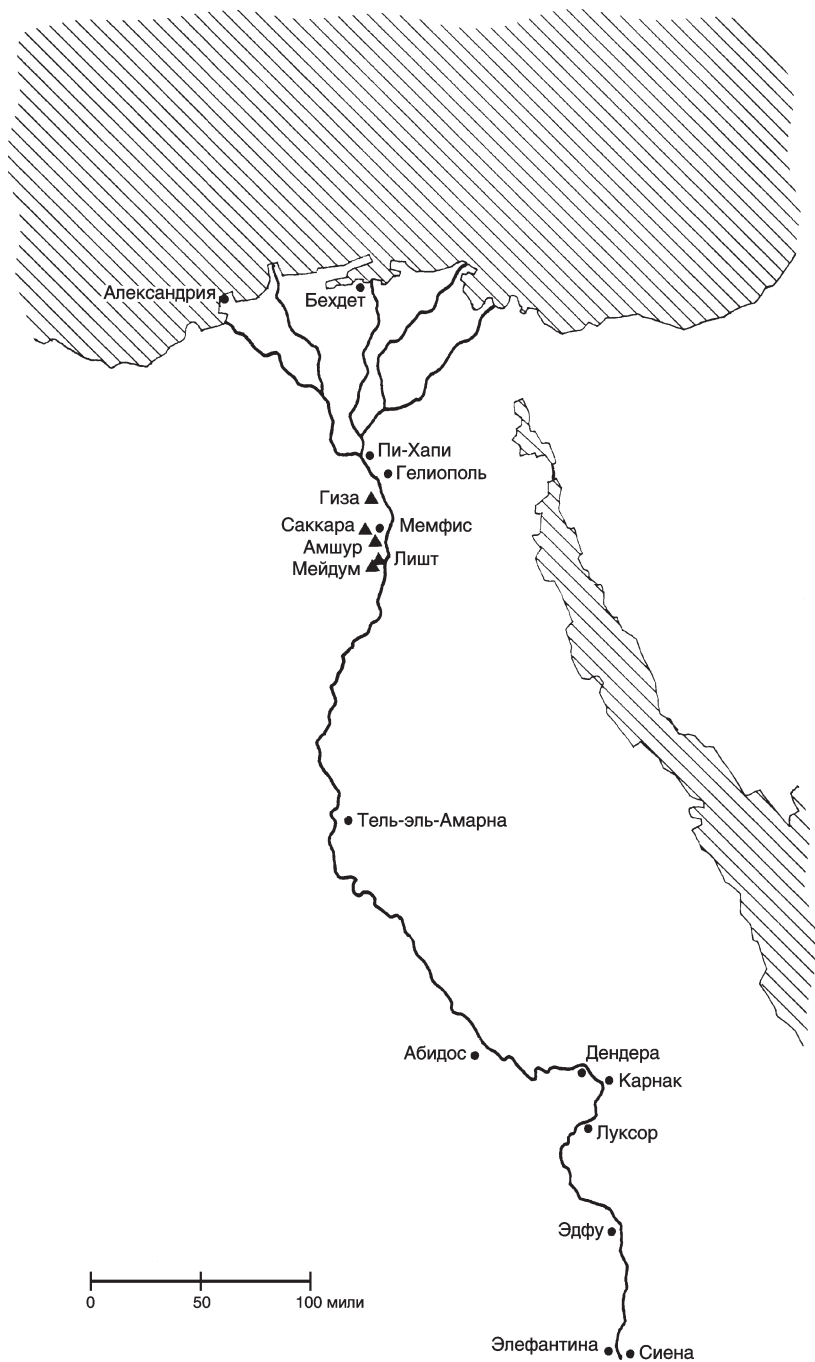 Александрия
Бехдет
Пи-Хапи
Гелиополь
Гиза
Саккара
Мемфис
Амшур
Лишт
Мейдум
Тель-эль-Амарна
Абидос
Дендера
Карнак
Луксор
Эдфу
0 50 100 мили
Элефантина
Сиена